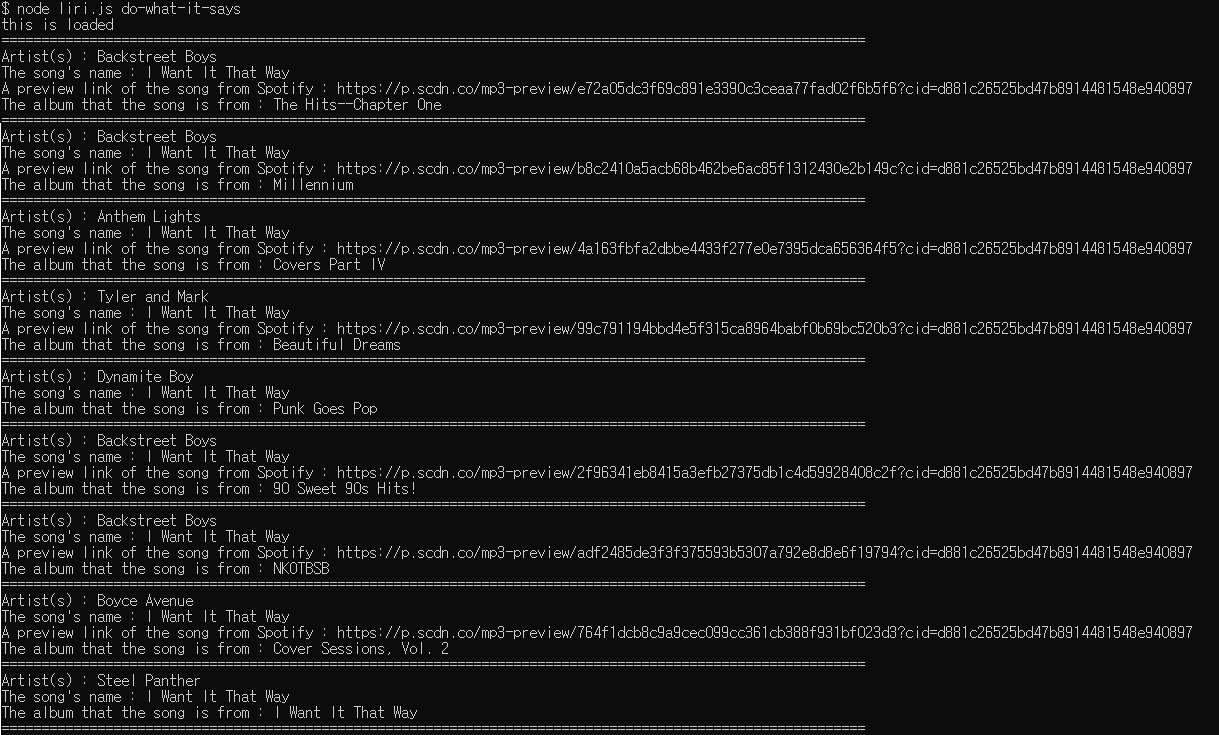 $ node liri.js do-what-it-says
this is loaded
============================================================================================================
Artist(s) : Backstreet Boys
The song's name : I Want It That Way
A preview link of the song from Spotify : https://p.scdn.co/mp3-preview/e72a05dc3f69c891e3390c3ceaa77fad02f6b5f6?cid=d881c26525bd47b8914481548e940897
The album that the song is from : The Hits--Chapter One
============================================================================================================
Artist(s) : Backstreet Boys
The song's name : I Want It That Way
A preview link of the song from Spotify : https://p.scdn.co/mp3-preview/b8c2410a5acb68b462be6ac85f1312430e2b149c?cid=d881c26525bd47b8914481548e940897
The album that the song is from : Millennium
============================================================================================================
Artist(s) : Anthem Lights
The song's name : I Want It That Way
A preview link of the song from Spotify : https://p.scdn.co/mp3-preview/4a163fbfa2dbbe4433f277e0e7395dca656364f5?cid=d881c26525bd47b8914481548e940897
The album that the song is from : Covers Part IV
============================================================================================================
Artist(s) : Tyler and Mark
The song's name : I Want It That Way
A preview link of the song from Spotify : https://p.scdn.co/mp3-preview/99c791194bbd4e5f315ca8964babf0b69bc520b3?cid=d881c26525bd47b8914481548e940897
The album that the song is from : Beautiful Dreams
============================================================================================================
Artist(s) : Dynamite Boy
The song's name : I Want It That Way
The album that the song is from : Punk Goes Pop
============================================================================================================
Artist(s) : Backstreet Boys
The song's name : I Want It That Way
A preview link of the song from Spotify : https://p.scdn.co/mp3-preview/2f96341eb8415a3efb27375db1c4d59928408c2f?cid=d881c26525bd47b8914481548e940897
The album that the song is from : 90 Sweet 90s Hits!
============================================================================================================
Artist(s) : Backstreet Boys
The song's name : I Want It That Way
A preview link of the song from Spotify : https://p.scdn.co/mp3-preview/adf2485de3f3f375593b5307a792e8d8e6f19794?cid=d881c26525bd47b8914481548e940897
The album that the song is from : NKOTBSB
============================================================================================================
Artist(s) : Boyce Avenue
The song's name : I Want It That Way
A preview link of the song from Spotify : https://p.scdn.co/mp3-preview/764f1dcb8c9a9cec099cc361cb388f931bf023d3?cid=d881c26525bd47b8914481548e940897
The album that the song is from : Cover Sessions, Vol. 2
============================================================================================================
Artist(s) : Steel Panther
The song's name : I Want It That Way
The album that the song is from : I Want It That Way
============================================================================================================